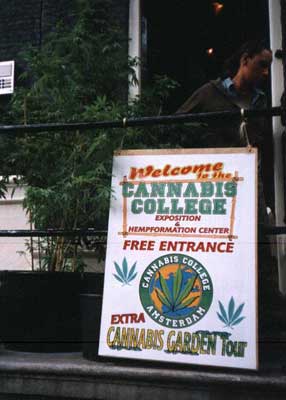 Welcome
to the
CANNABIS
COLLEGE
EXPOSITION
&
HEMPFORMATION CENTER
FREE ENTRANCE
CANNABIS COLLEGE
AMSTERDAM
EXTRA
CANNABIS GARDEN Tour